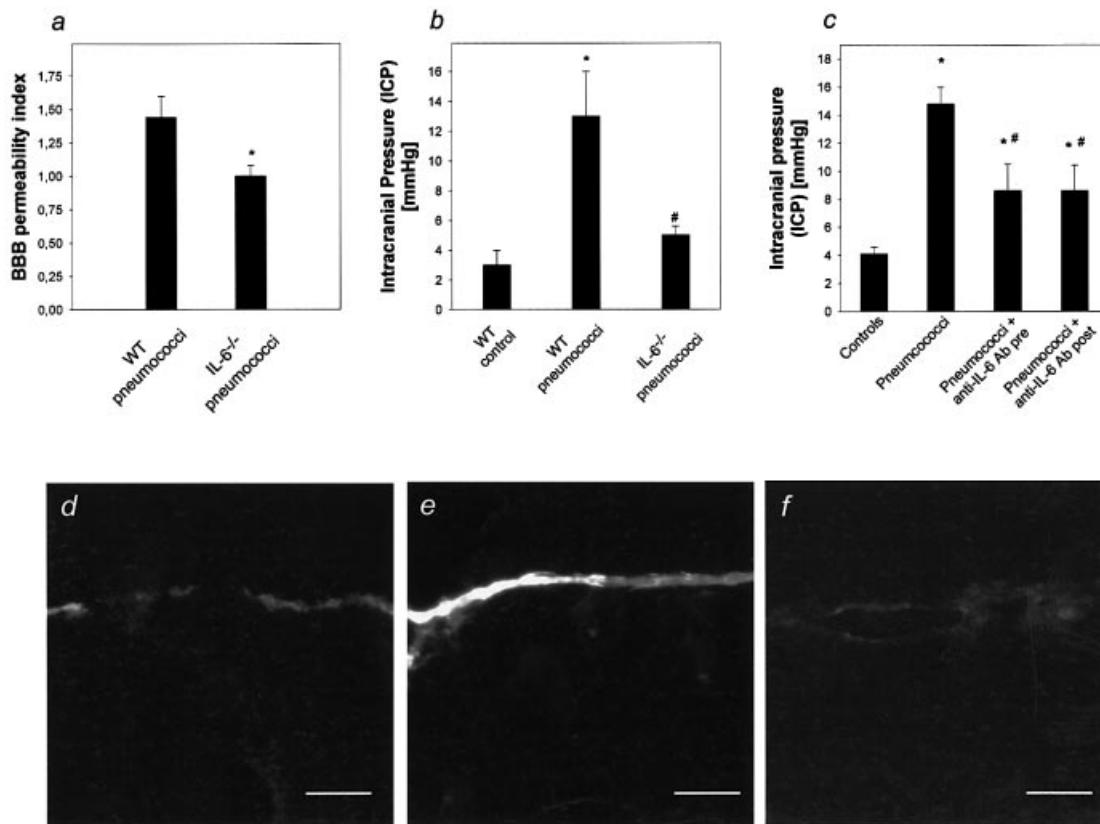 a
BBB permeability index
1,75
1,50
1,25
1,00
0,75
0,50
0,25
0,00
*
WT
pneumococci
IL-6-/-
pneumococci
b
Intracranial Pressure (ICP)
[mmHg]
16
14
12
10
8
6
4
2
0
*
#
WT
control
WT
pneumococci
IL-6-/-
pneumococci
c
Intracranial pressure
(ICP) [mmHg]
18
16
14
12
10
8
6
4
2
0
*
* #
* #
Controls
Pneumcococci
Pneumococci +
anti-IL-6 Ab pre
Pneumococci +
anti-IL-6 Ab post
d
e
f